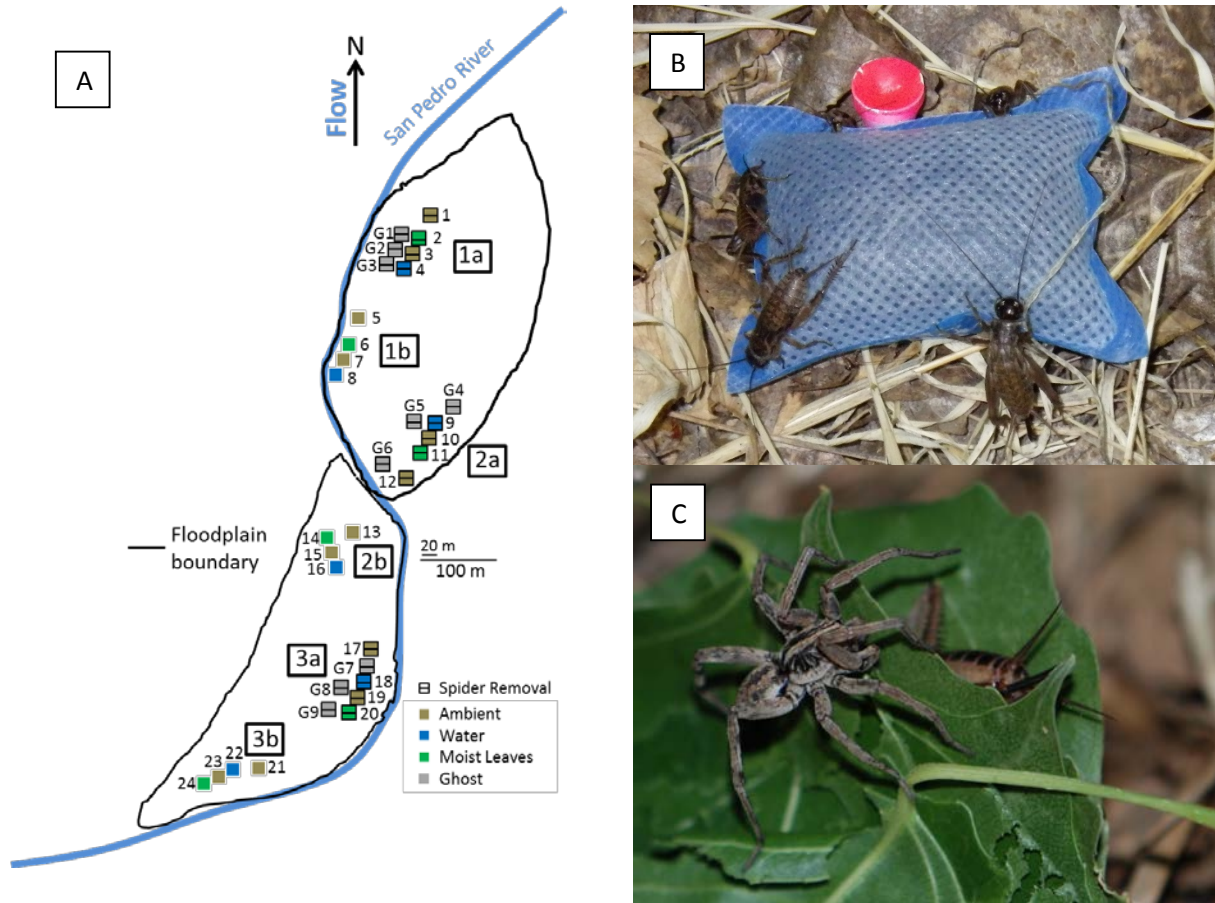 A
N
Flow
San Pedro River
1
G1
2
G2
3
1a
G3
4
5
6
1b
7
8
G4
G5
9
10
G6
11
2a
12
Floodplain
boundary
14
13
15
2b
16
20 m
100 m
17
3a
G7
G8
18
19
G9
20
3b
22
23
21
24
Spider Removal
Ambient
Water
Moist Leaves
Ghost
B
C